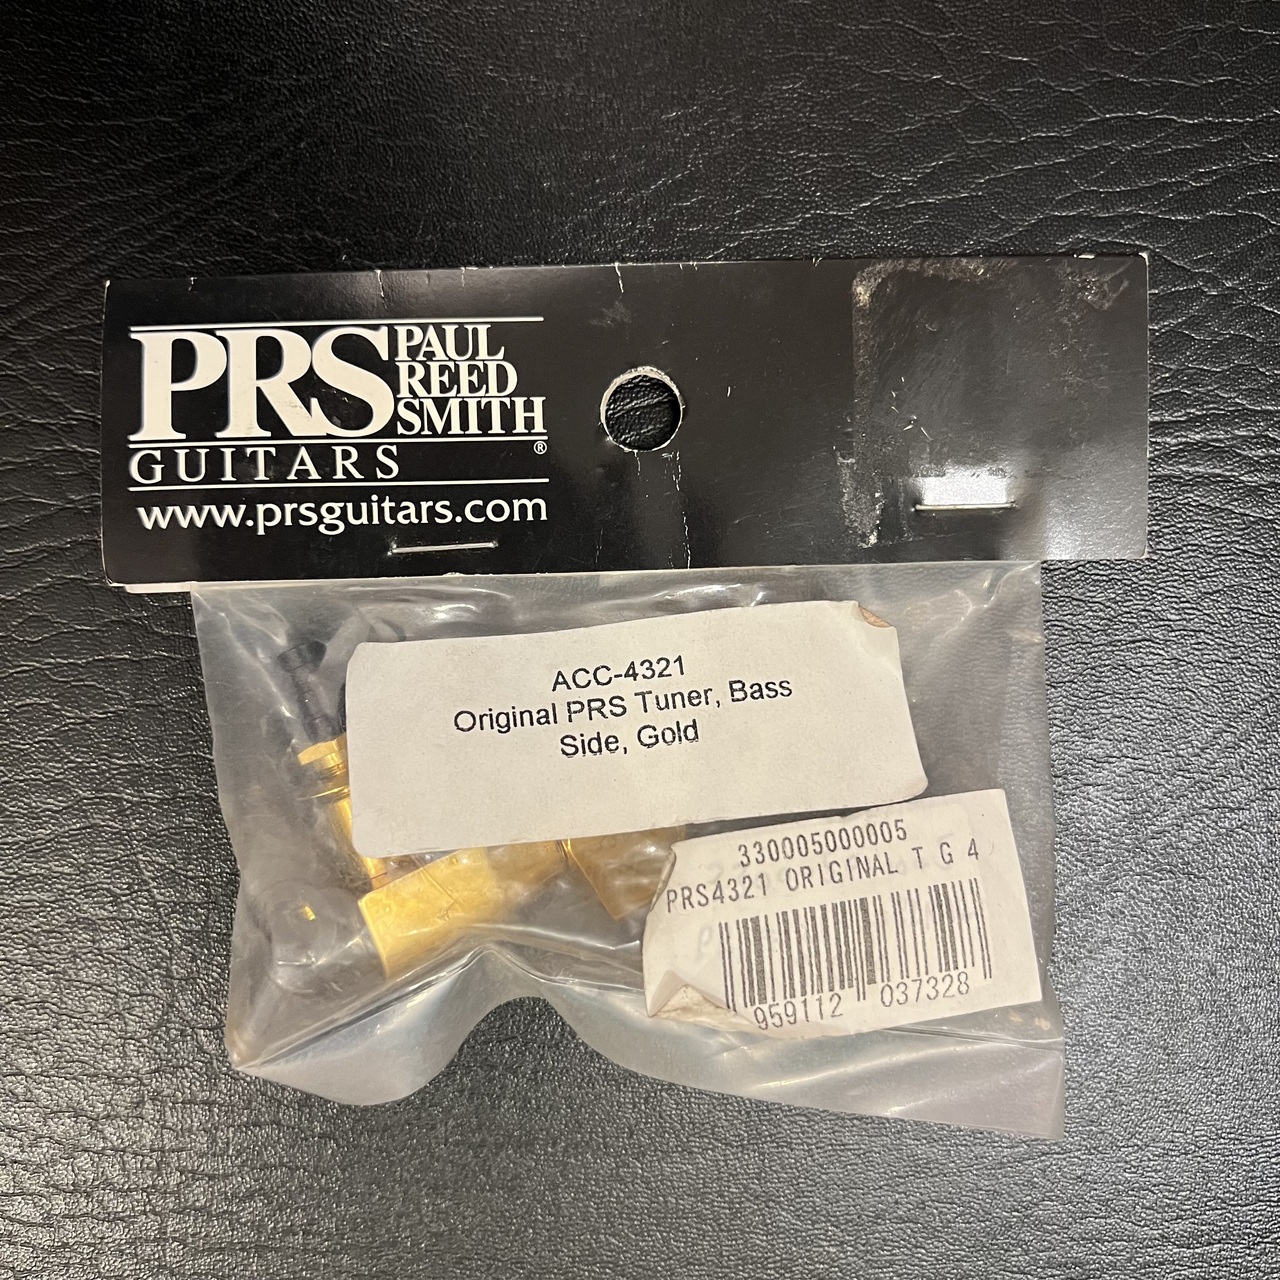 PRS PAUL
REED
SMITH
GUITARS ®
www.prsguitars.com
ACC-4321
Original PRS Tuner, Bass
Side, Gold
330005000005
PRS4321 ORIGINAL T G 4
959112 037328